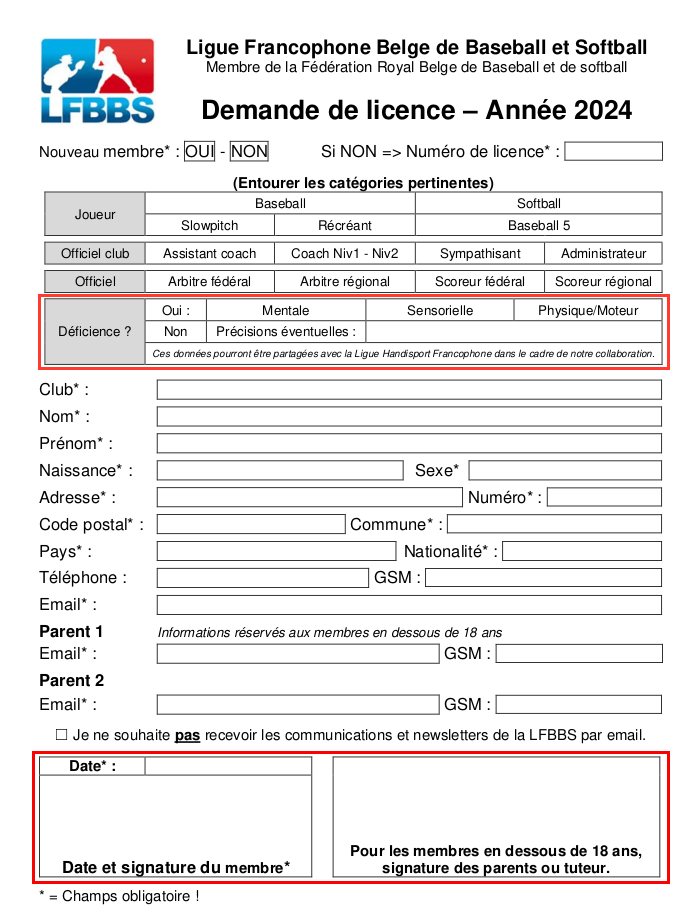 LFBBS
Ligue Francophone Belge de Baseball et Softball
Membre de la Fédération Royal Belge de Baseball et de softball
Demande de licence – Année 2024
Nouveau membre* : OUI - NON Si NON => Numéro de licence* :
(Entourer les catégories pertinentes)
Joueur
Baseball Softball
Slowpitch Récréant Baseball 5
Officiel club Assistant coach Coach Niv1 - Niv2 Sympathisant Administrateur
Officiel Arbitre fédéral Arbitre régional Scoreur fédéral Scoreur régional
Déficience ?
Oui : Mentale Sensorielle Physique/Moteur
Non Précisions éventuelles :
Ces données pourront être partagées avec la Ligue Handisport Francophone dans le cadre de notre collaboration.
Club* :
Nom* :
Prénom* :
Naissance* : Sexe*
Adresse* : Numéro* :
Code postal* : Commune* :
Pays* : Nationalité* :
Téléphone : GSM :
Email* :
Parent 1 Informations réservés aux membres en dessous de 18 ans
Email* : GSM :
Parent 2
Email* : GSM :
☐ Je ne souhaite pas recevoir les communications et newsletters de la LFBBS par email.
Date* :
Date et signature du membre*
Pour les membres en dessous de 18 ans,
signature des parents ou tuteur.
* = Champs obligatoire !